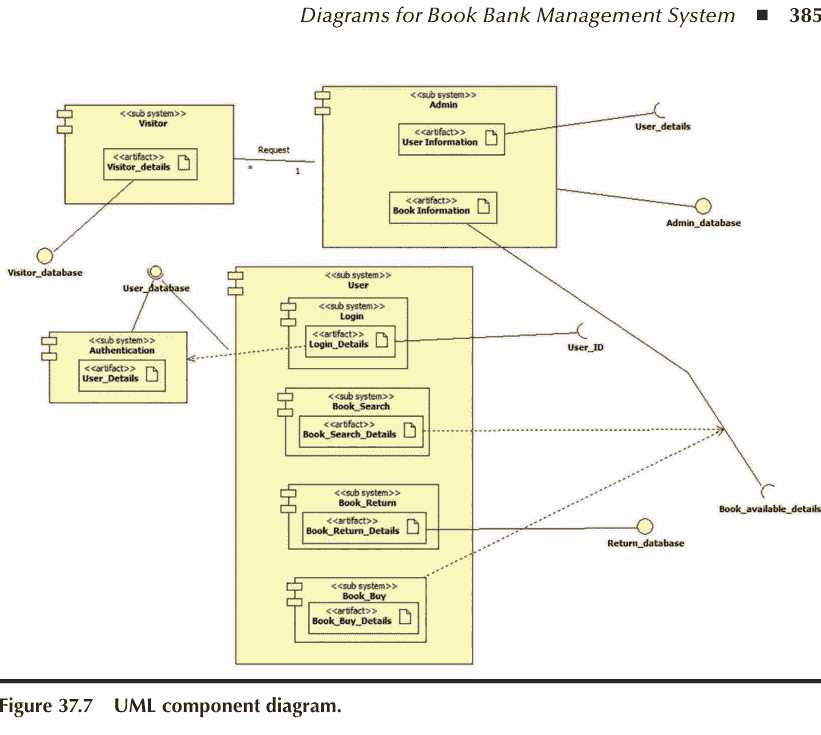 Diagrams for Book Bank Management System ■ 385
<<sub system>>
Visitor
<<artifact>>
Visitor_details
Visitor_database
Request
*
1
<<sub system>>
Admin
<<artifact>>
User Information
<<artifact>>
Book Information
User_details
Admin_database
User_database
<<sub system>>
Authentication
<<artifact>>
User_Details
<<sub system>>
User
<<sub system>>
Login
<<artifact>>
Login_Details
User_ID
<<sub system>>
Book_Search
<<artifact>>
Book_Search_Details
<<sub system>>
Book_Return
<<artifact>>
Book_Return_Details
<<sub system>>
Book_Buy
<<artifact>>
Book_Buy_Details
Book_available_details
Return_database
Figure 37.7 UML component diagram.